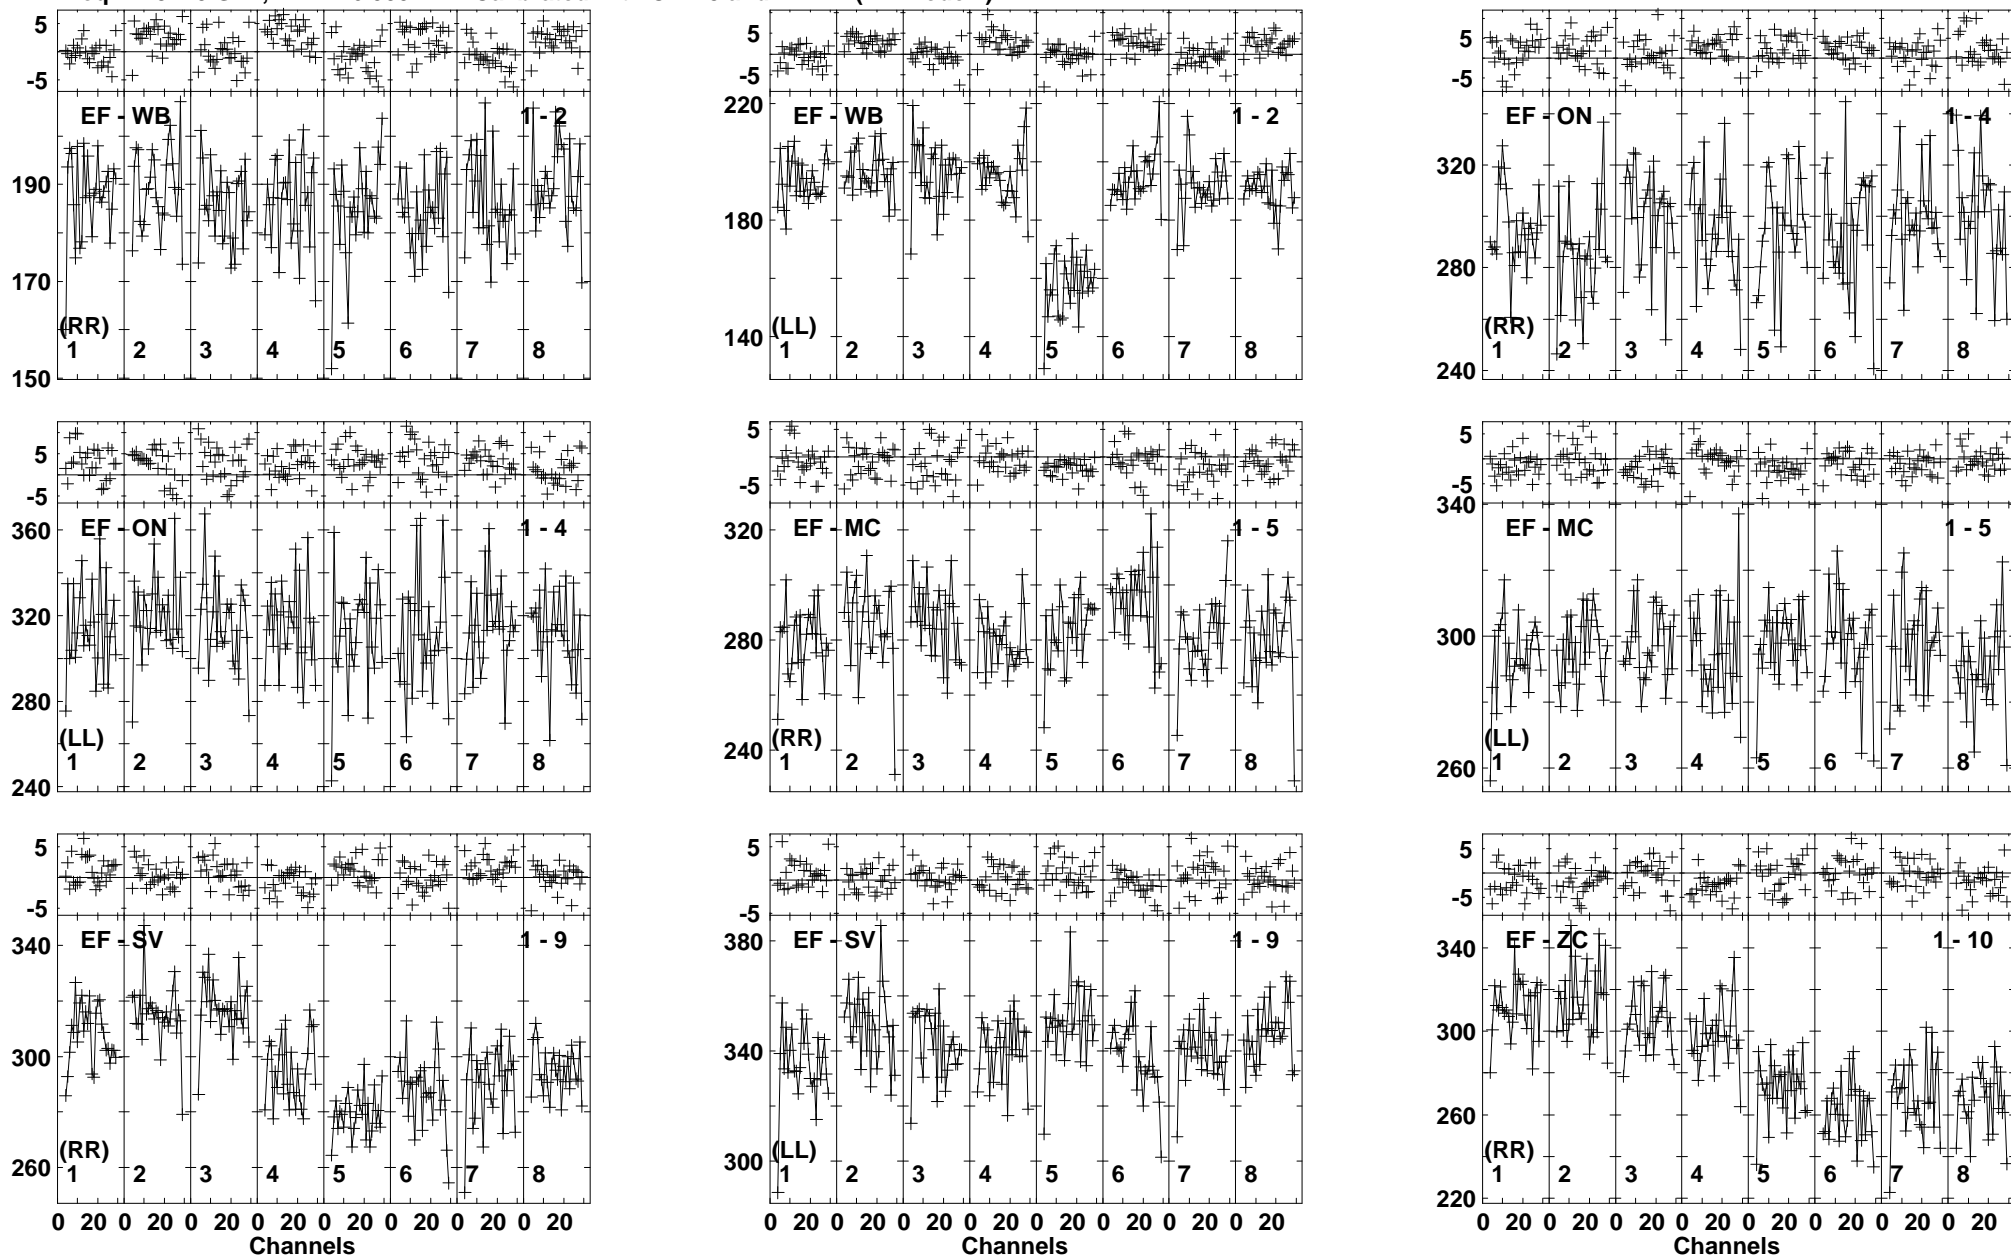 5 5 5
-5 -5 -5
EF - WB 1 - 2 220 EF - WB 1 - 2 EF - ON 1 - 4
190 180 320
170 280
(RR) (LL) 140 (RR)
1 2 3 4 5 6 7 8 1 2 3 4 5 6 7 8 1 2 3 4 5 6 7 8
150 240
5 5 5
-5 -5 -5
340
360 EF - ON 1 - 4 320 EF - MC 1 - 5 EF - MC 1 - 5
320 280 300
280
(LL) 240 (RR) (LL)
1 2 3 4 5 6 7 8 1 2 3 4 5 6 7 8 260 1 2 3 4 5 6 7 8
240
5 5 5
-5 -5 -5
340 EF - SV 1 - 9 380 EF - SV 1 - 9 340 EF - ZC 1 - 10
300 340 300
260 (RR) 300 (LL) 260 (RR)
1 2 3 4 5 6 7 8 1 2 3 4 5 6 7 8 1 2 3 4 5 6 7 8
220
0 20 0 20 0 20 0 20 0 20 0 20 0 20 0 20 0 20 0 20 0 20 0 20 0 20 0 20 0 20 0 20 0 20 0 20 0 20 0 20 0 20 0 20 0 20 0 20
Channels Channels Channels